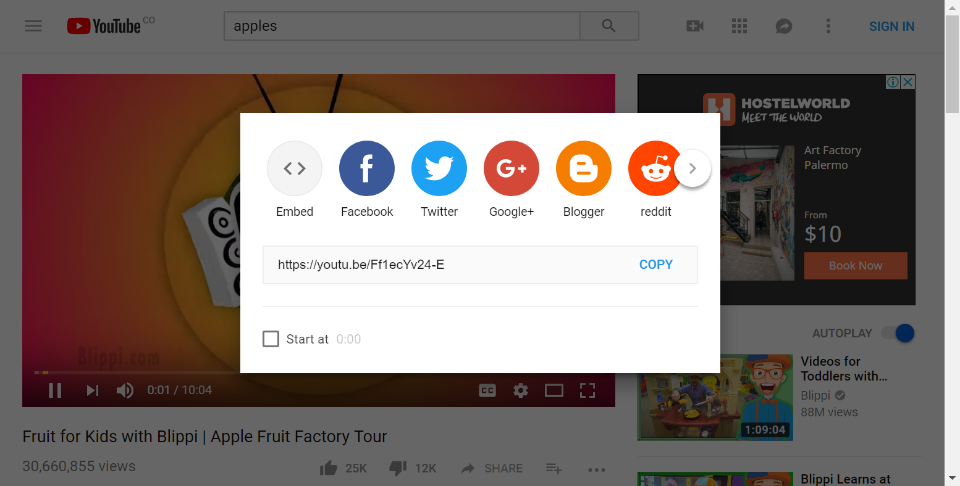 YouTube CO
apples
SIGN IN
HOSTELWORLD
MEET THE WORLD
Art Factory
Palermo
From
$10
Book Now
Embed
Facebook
Twitter
Google+
Blogger
reddit
https://youtu.be/Ff1ecYv24-E
COPY
Start at 0:00
Blippi.com
0:01 / 10:04
CC
AUTOPLAY
Videos for
Toddlers with...
Blippi
88M views
1:09:04
Fruit for Kids with Blippi | Apple Fruit Factory Tour
30,660,855 views
25K
12K
SHARE
Blippi Learns at